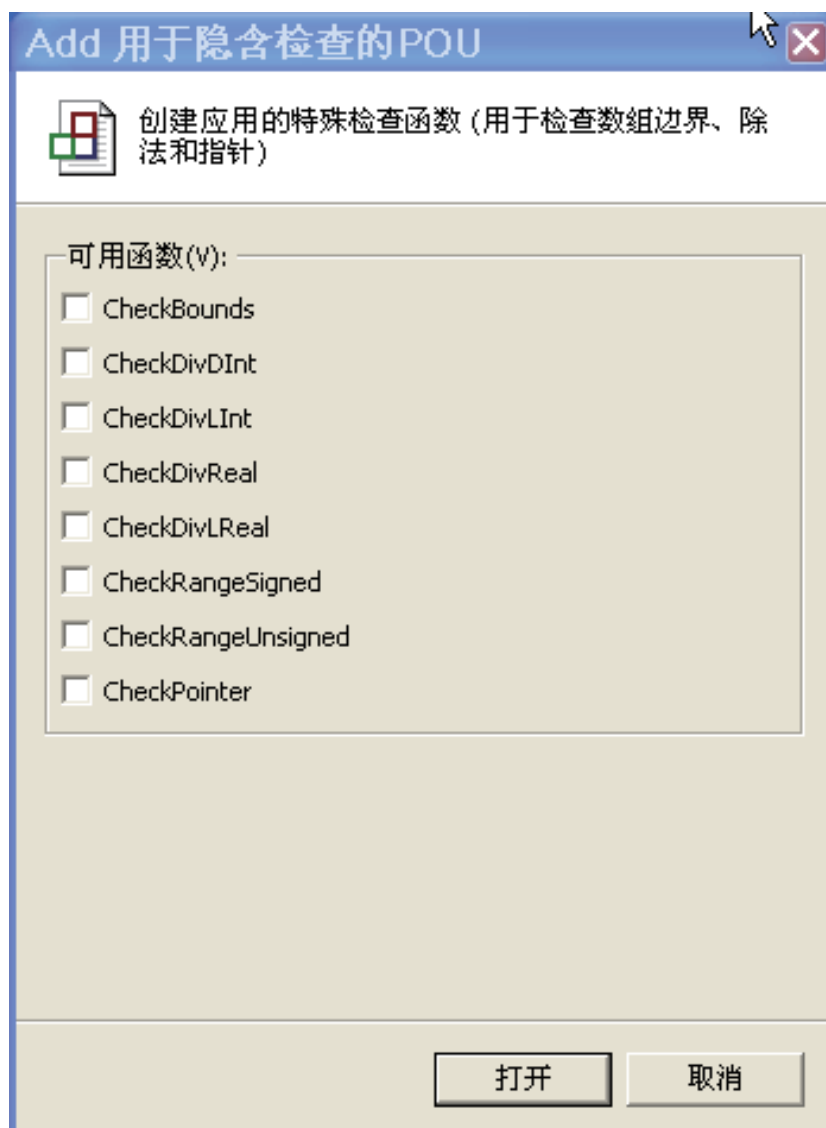 Add 用于隐含检查的POU
创建应用的特殊检查函数 (用于检查数组边界、除
法和指针)
可用函数(V):
CheckBounds
CheckDivDInt
CheckDivLInt
CheckDivReal
CheckDivLReal
CheckRangeSigned
CheckRangeUnsigned
CheckPointer
打开
取消